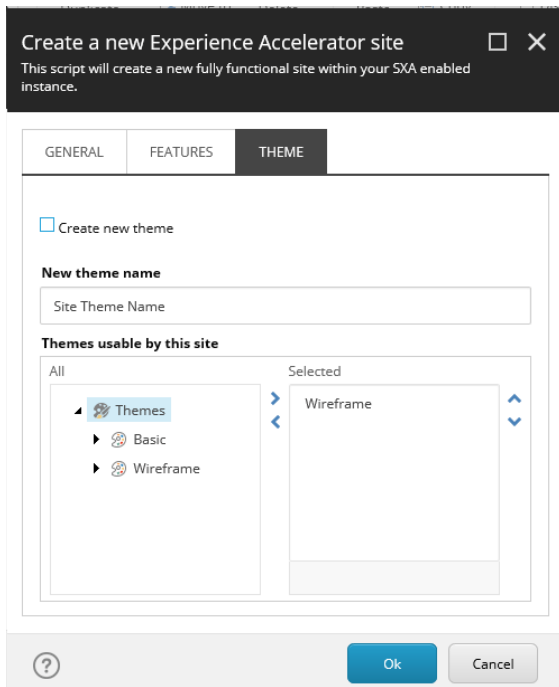 Create a new Experience Accelerator site
This script will create a new fully functional site within your SXA enabled
instance.
GENERAL
FEATURES
THEME
Create new theme
New theme name
Site Theme Name
Themes usable by this site
All
Selected
Themes
Basic
Wireframe
Wireframe
?
Ok
Cancel